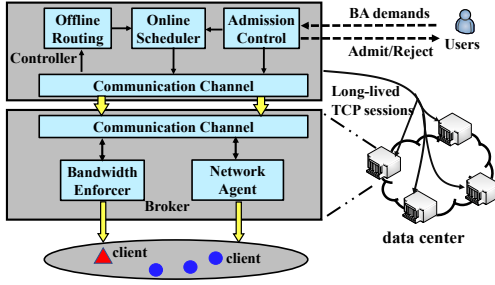 Offline
Routing
Online
Scheduler
Admission
Control
BA demands
Admit/Reject
Users
Controller
Communication Channel
Long-lived
TCP sessions
Communication Channel
Bandwidth
Enforcer
Network
Agent
Broker
data center
client
client